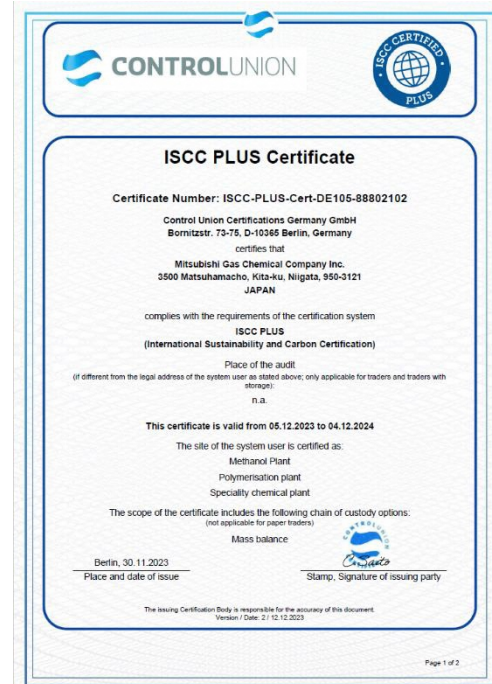 CONTROLUNION
ISCC CERTIFIED
PLUS
ISCC PLUS Certificate
Certificate Number: ISCC-PLUS-Cert-DE105-88802102
Control Union Certifications Germany GmbH
Bornitzstr. 73-75, D-10365 Berlin, Germany
certifies that
Mitsubishi Gas Chemical Company Inc.
3500 Matsuhamacho, Kita-ku, Niigata, 950-3121
JAPAN
complies with the requirements of the certification system
ISCC PLUS
(International Sustainability and Carbon Certification)
Place of the audit
(if different from the legal address of the system user as stated above; only applicable for traders and traders with
storage):
n.a.
This certificate is valid from 05.12.2023 to 04.12.2024
The site of the system user is certified as:
Methanol Plant
Polymerisation plant
Speciality chemical plant
The scope of the certificate includes the following chain of custody options:
(not applicable for paper traders)
Mass balance
CONTROLUNION
Berlin, 30.11.2023
Place and date of issue
Stamp, Signature of issuing party
The issuing Certification Body is responsible for the accuracy of this document.
Version / Date: 2 / 12.12.2023
Page 1 of 2